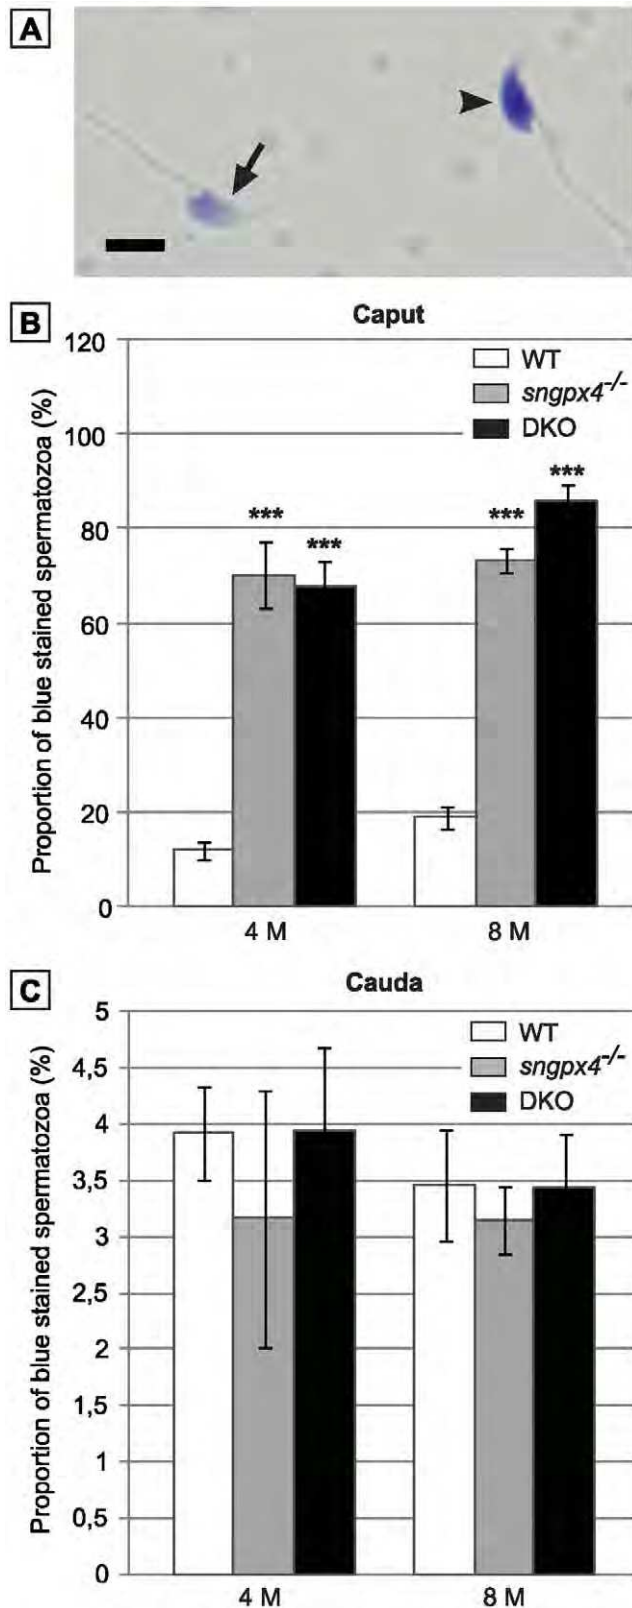 A
B
Caput
Proportion of blue stained spermatozoa (%)
120
100
80
60
40
20
0
WT
sngpx4-/-
DKO
***
***
***
***
4 M
8 M
C
Cauda
Proportion of blue stained spermatozoa (%)
5
4,5
4
3,5
3
2,5
2
1,5
1
0,5
0
WT
sngpx4-/-
DKO
4 M
8 M